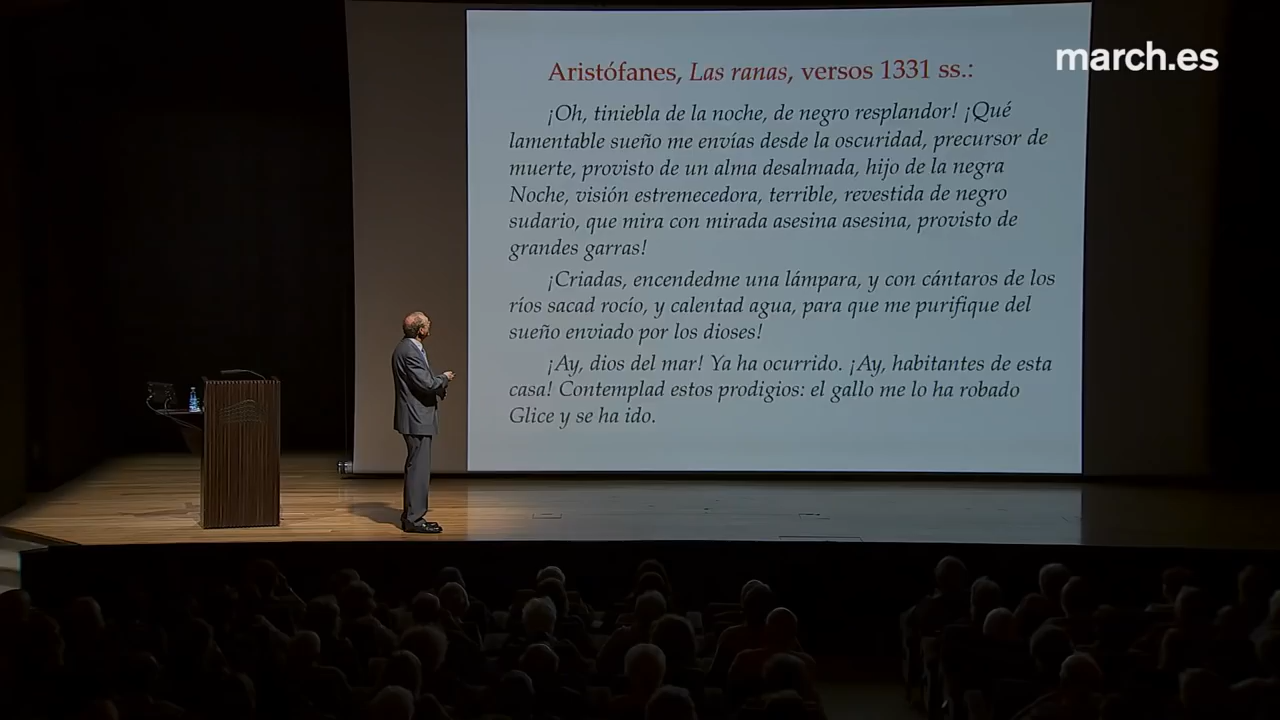 march.es
Aristófanes, Las ranas, versos 1331 ss.:
¡Oh, tiniebla de la noche, de negro resplandor! ¡Qué
lamentable sueño me envías desde la oscuridad, precursor de
muerte, provisto de un alma desalmada, hijo de la negra
Noche, visión estremecedora, terrible, revestida de negro
sudario, que mira con mirada asesina asesina, provisto de
grandes garras!
¡Criadas, encendedme una lámpara, y con cántaros de los
ríos sacad rocío, y calentad agua, para que me purifique del
sueño enviado por los dioses!
¡Ay, dios del mar! Ya ha ocurrido. ¡Ay, habitantes de esta
casa! Contemplad estos prodigios: el gallo me lo ha robado
Glice y se ha ido.